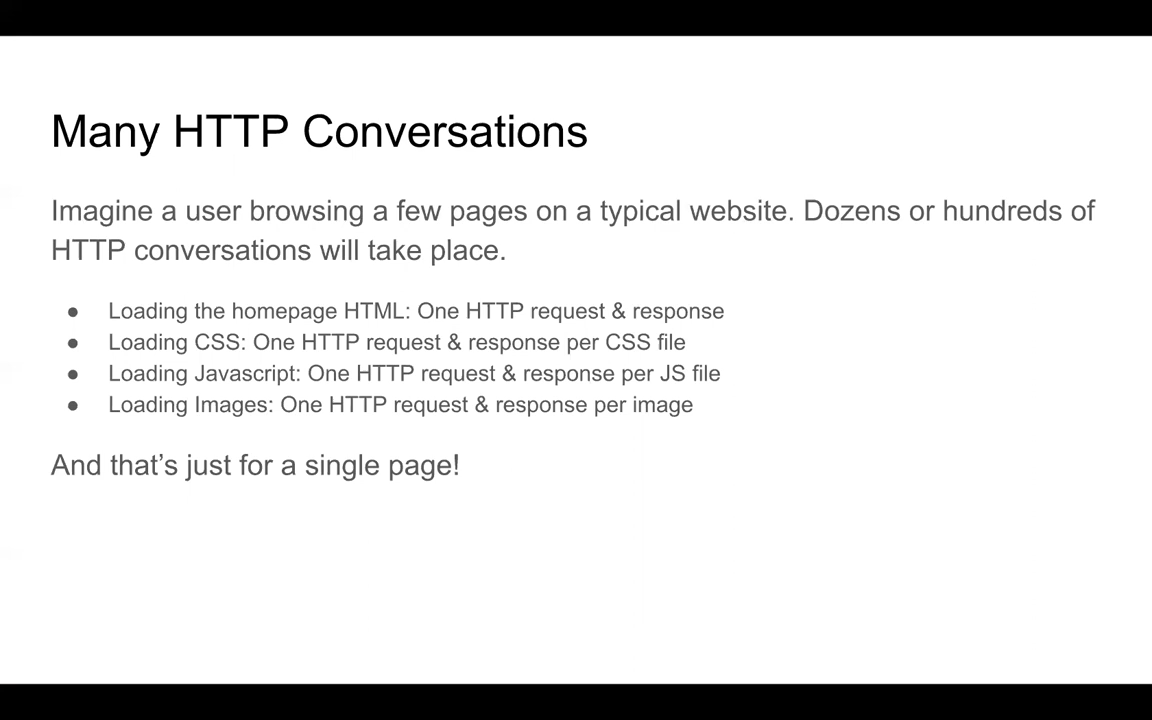 Many HTTP Conversations
Imagine a user browsing a few pages on a typical website. Dozens or hundreds of
HTTP conversations will take place.
● Loading the homepage HTML: One HTTP request & response
● Loading CSS: One HTTP request & response per CSS file
● Loading Javascript: One HTTP request & response per JS file
● Loading Images: One HTTP request & response per image
And that’s just for a single page!